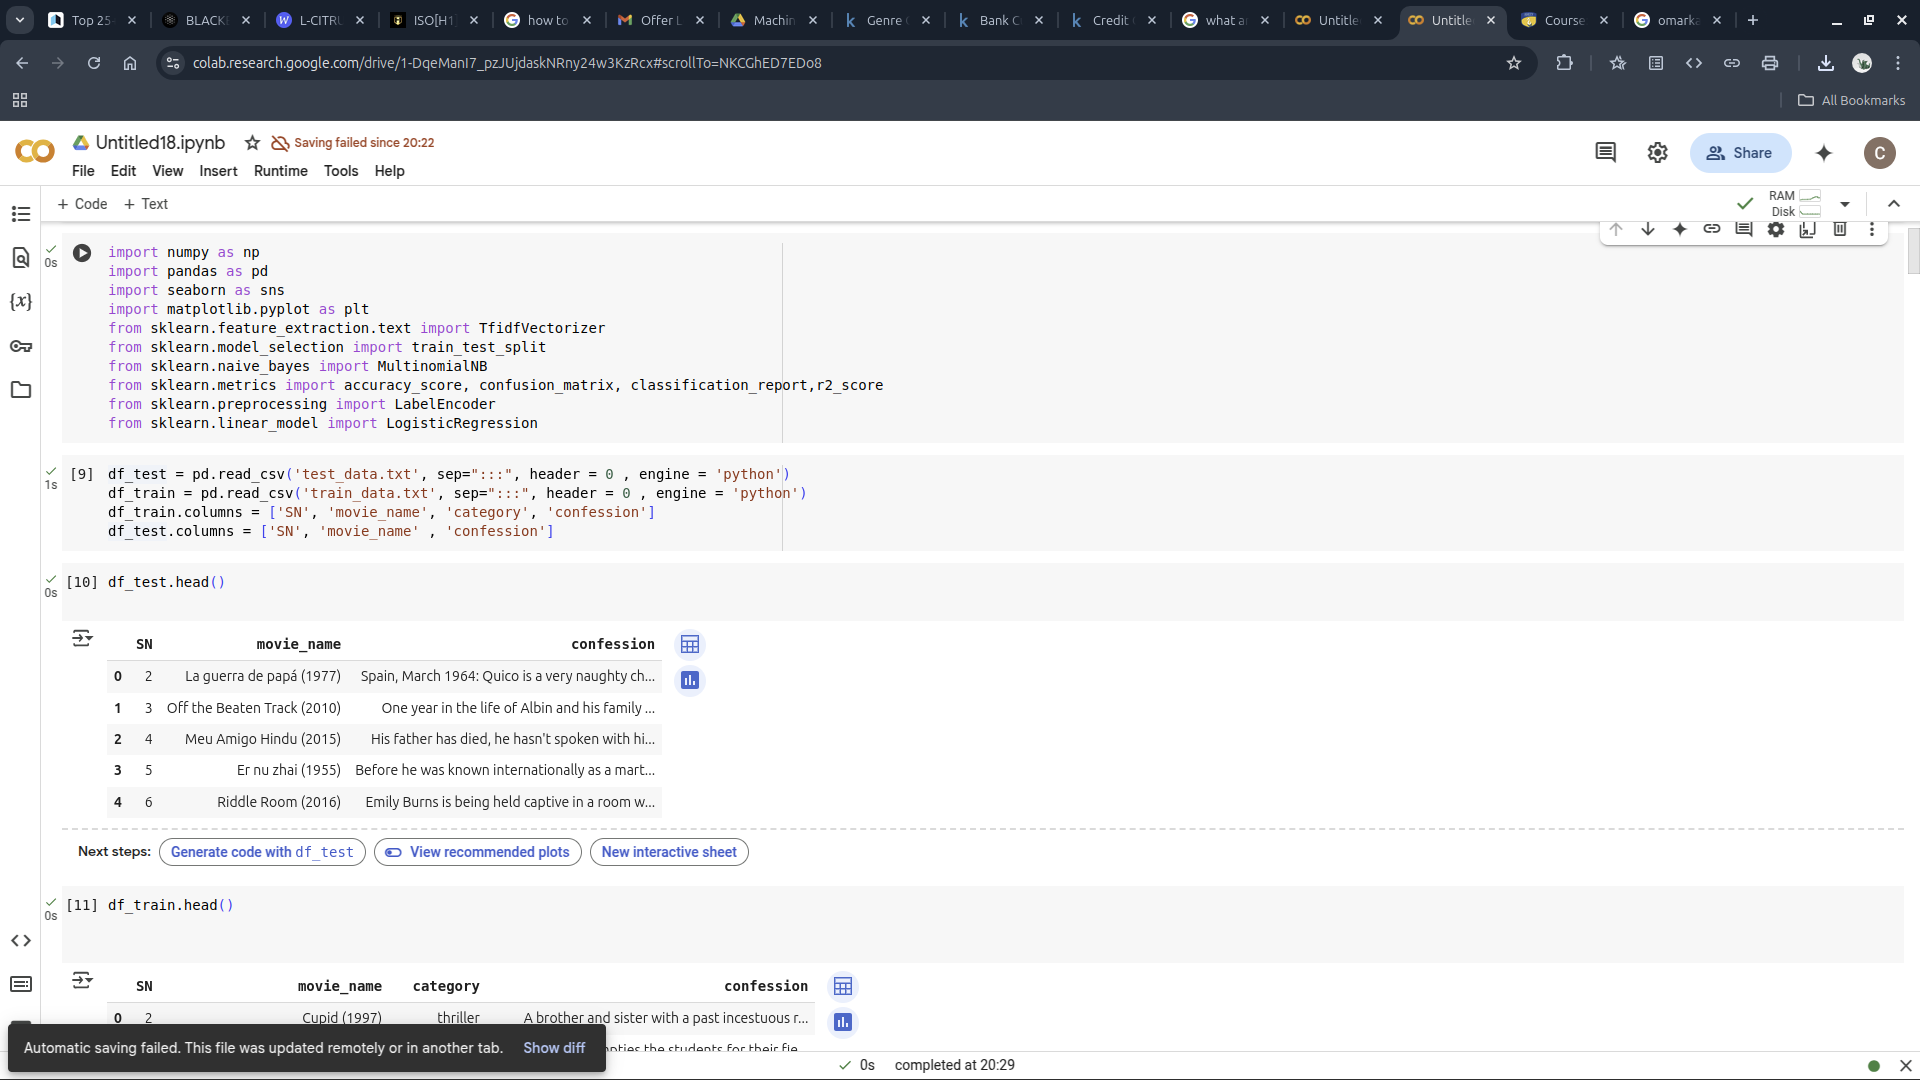 Top 25
BLACK
L-CITRU
ISO[H1
how to
Offer L
Machin
Genre
Bank C
Credit
what a
Untitle
Untitle
Course
omarka
colab.research.google.com/drive/1-DqeManI7_pzJUjdaskNRny24w3KzRcx#scrollTo=NKCGhED7EDo8
All Bookmarks
Untitled18.ipynb
Saving failed since 20:22
File Edit View Insert Runtime Tools Help
Share
C
+ Code + Text
RAM
Disk
0s
import numpy as np
import pandas as pd
import seaborn as sns
import matplotlib.pyplot as plt
from sklearn.feature_extraction.text import TfidfVectorizer
from sklearn.model_selection import train_test_split
from sklearn.naive_bayes import MultinomialNB
from sklearn.metrics import accuracy_score, confusion_matrix, classification_report,r2_score
from sklearn.preprocessing import LabelEncoder
from sklearn.linear_model import LogisticRegression
1s
[9] df_test = pd.read_csv('test_data.txt', sep=":::", header = 0 , engine = 'python')
df_train = pd.read_csv('train_data.txt', sep=":::", header = 0 , engine = 'python')
df_train.columns = ['SN', 'movie_name', 'category', 'confession']
df_test.columns = ['SN', 'movie_name' , 'confession']
0s
[10] df_test.head()
SN movie_name confession
0 2 La guerra de papá (1977) Spain, March 1964: Quico is a very naughty ch...
1 3 Off the Beaten Track (2010) One year in the life of Albin and his family ...
2 4 Meu Amigo Hindu (2015) His father has died, he hasn't spoken with hi...
3 5 Er nu zhai (1955) Before he was known internationally as a mart...
4 6 Riddle Room (2016) Emily Burns is being held captive in a room w...
Next steps: Generate code with df_test View recommended plots New interactive sheet
0s
[11] df_train.head()
SN movie_name category confession
0 2 Cupid (1997) thriller A brother and sister with a past incestuous r...
the students for their fie
Automatic saving failed. This file was updated remotely or in another tab. Show diff
0s completed at 20:29